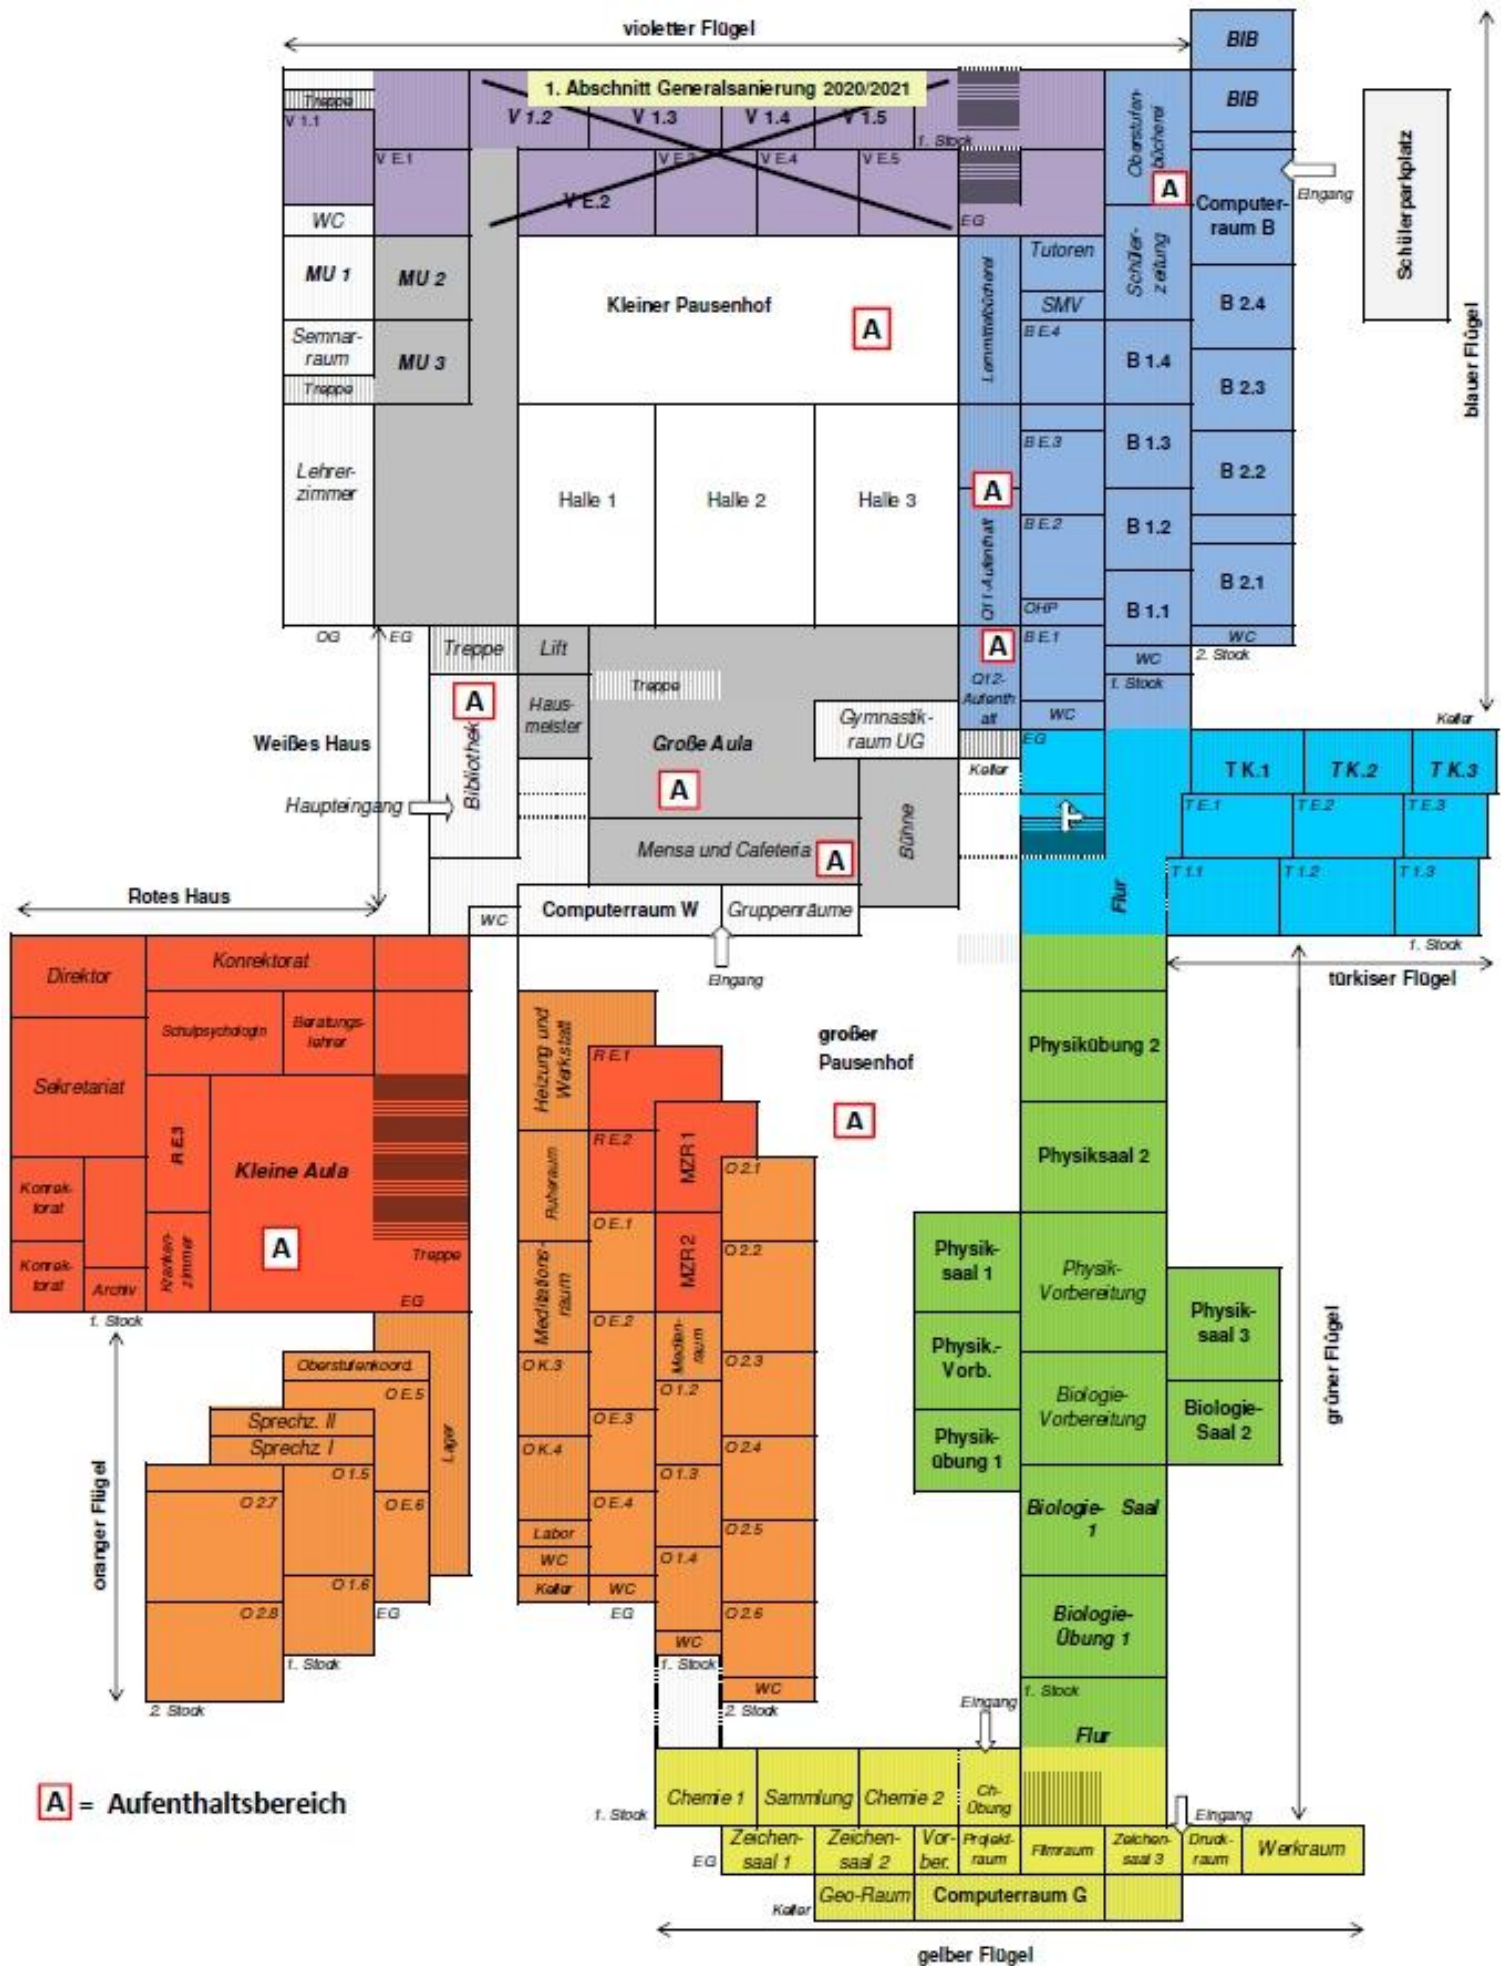 violetter Flügel
BIB
1. Abschnitt Generalsanierung 2020/2021
Treppe
V 1.1
V 1.2
V 1.3
V 1.4
V 1.5
1. Stock
Oberstufen-
bücherei
A
BIB
Schülerparkplatz
V E.1
V E.2
V E.3
V E.4
V E.5
EG
Eingang
Computer-
raum B
WC
MU 1
MU 2
Kleiner Pausenhof
A
Lernmittelbücherei
Tutoren
SMV
B E.4
Schüler-
zeitung
B 2.4
blauer Flügel
Seminar-
raum
MU 3
Treppe
B 1.4
B 2.3
Lehrer-
zimmer
Halle 1
Halle 2
Halle 3
A
Q11-Aufenthalt
B E.3
B 1.3
B 2.2
B E.2
B 1.2
B 2.1
OHP
B 1.1
OG
EG
Treppe
Lift
A
B E.1
WC
2. Stock
WC
1. Stock
A
Bibliothek
Haus-
meister
Treppe
Große Aula
A
Gymnastik-
raum UG
Q12-
Aufenth
alt
WC
EG
Keller
Keller
Weißes Haus
Haupteingang
T K.1
T K.2
T K.3
T E.1
T E.2
T E.3
Mensa und Cafeteria
A
Bühne
T 1.1
T 1.2
T 1.3
Flur
Rotes Haus
WC
Computerraum W
Gruppenräume
Eingang
1. Stock
türkiser Flügel
Direktor
Konrektorat
Schulpsychologin
Beratungs-
lehrer
Sekretariat
R E.3
Kleine Aula
A
Treppe
EG
Konrek-
torat
Konrek-
torat
Archiv
Kranken-
zimmer
1. Stock
Heizung und
Werkstatt
R E.1
R E.2
MZR 1
MZR 2
Ruheraum
Meditations-
raum
O E.1
O E.2
Medien-
raum
O 2.1
O 2.2
O 2.3
großer
Pausenhof
A
Physikübung 2
Physiksaal 2
Physik-
saal 1
Physik-
Vorbereitung
Physik-
saal 3
Physik.-
Vorb.
Biologie-
Vorbereitung
Biologie-
Saal 2
Physik-
übung 1
grüner Flügel
oranger Flügel
Oberstufenkoord.
O E.5
Sprechz. II
Sprechz. I
O 1.5
O 2.7
O E.6
Lager
O 1.6
O 2.8
EG
1. Stock
2. Stock
O K.3
O K.4
O E.3
O E.4
O 1.2
O 1.3
O 1.4
O 2.4
O 2.5
O 2.6
Labor
WC
Keller
WC
EG
WC
1. Stock
WC
2. Stock
Biologie- Saal
1
Biologie-
Übung 1
1. Stock
Flur
Eingang
A = Aufenthaltsbereich
1. Stock
Chemie 1
Sammlung
Chemie 2
Ch-
Übung
Eingang
EG
Zeichen-
saal 1
Zeichen-
saal 2
Vor-
ber.
Projekt-
raum
Filmraum
Zeichen-
saal 3
Druck-
raum
Werkraum
Keller
Geo-Raum
Computerraum G
gelber Flügel